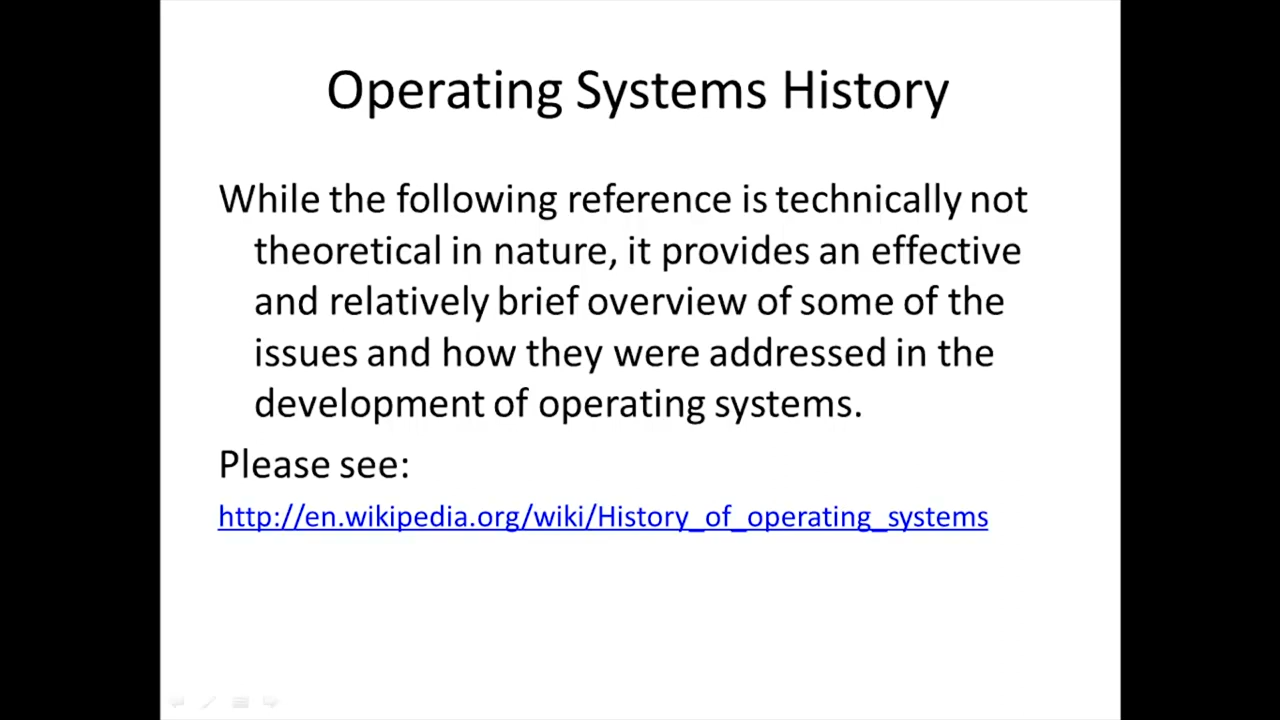 Operating Systems History
While the following reference is technically not
theoretical in nature, it provides an effective
and relatively brief overview of some of the
issues and how they were addressed in the
development of operating systems.
Please see:
http://en.wikipedia.org/wiki/History_of_operating_systems